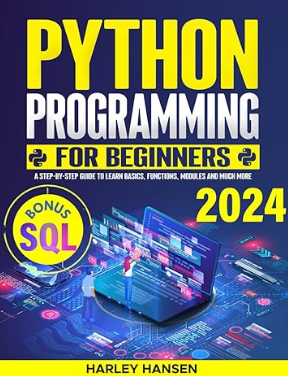 PYTHON
PROGRAMMING
FOR BEGINNERS
A STEP-BY-STEP GUIDE TO LEARN BASICS, FUNCTIONS, MODULES AND MUCH MORE
2024
BONUS
SQL
HARLEY HANSEN